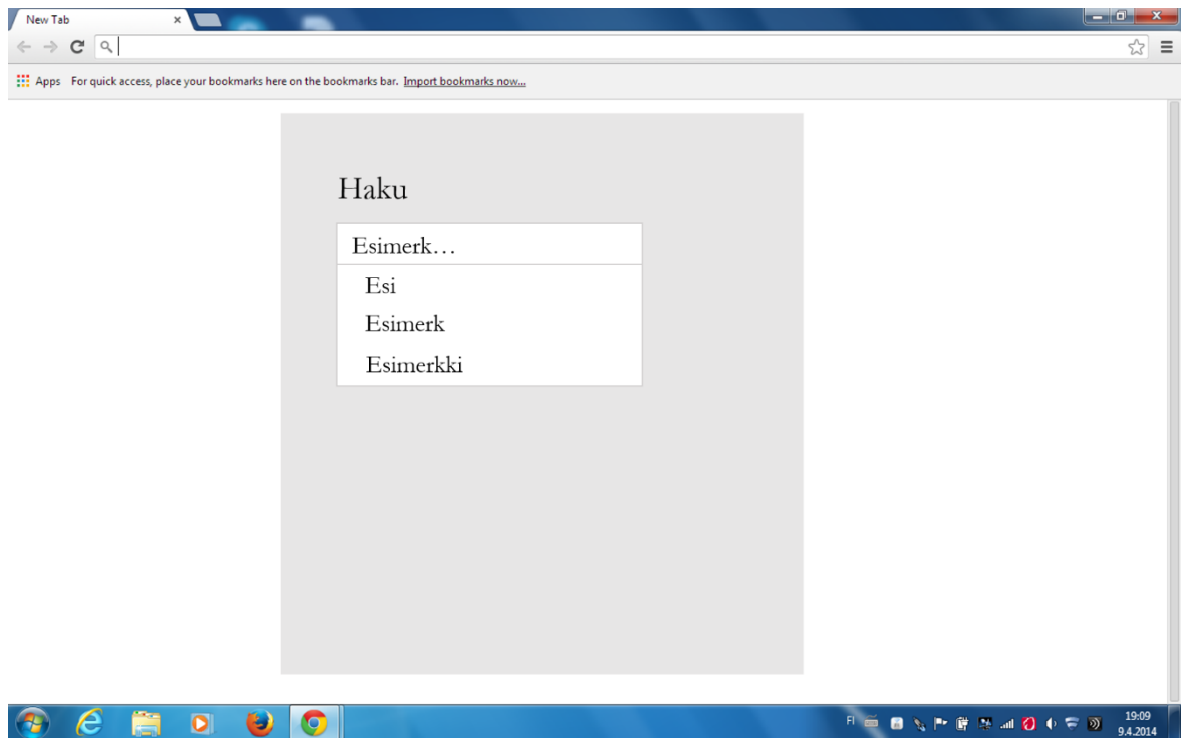 New Tab
Apps For quick access, place your bookmarks here on the bookmarks bar. Import bookmarks now...
Haku
Esimerk...
Esi
Esimerk
Esimerkki
FI
19:09
9.4.2014